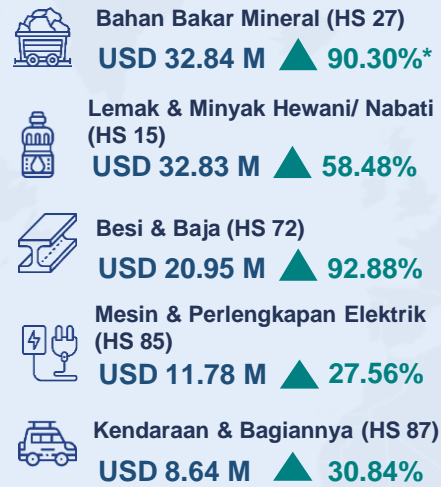 Bahan Bakar Mineral (HS 27)
USD 32.84 M 90.30%*
Lemak & Minyak Hewani/ Nabati
(HS 15)
USD 32.83 M 58.48%
Besi & Baja (HS 72)
USD 20.95 M 92.88%
Mesin & Perlengkapan Elektrik
(HS 85)
USD 11.78 M 27.56%
Kendaraan & Bagiannya (HS 87)
USD 8.64 M 30.84%